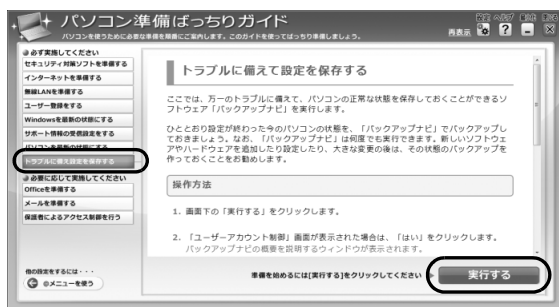 パソコン準備ばっちりガイド
パソコンを使うために必要な準備を順番にご案内します。このガイドを使ってばっちり準備しましょう。
再表示 設定 ヘルプ 最小化 閉じる
必ず実施してください
セキュリティ対策ソフトを準備する
インターネットを準備する
無線LANを準備する
ユーザー登録をする
Windowsを最新の状態にする
サポート情報の受信設定をする
パソコンを最新の状態にする
トラブルに備え設定を保存する
必要に応じて実施してください
Officeを準備する
メールを準備する
保護者によるアクセス制御を行う
他の設定をするには・・・
@メニューを使う
トラブルに備えて設定を保存する
ここでは、万一のトラブルに備えて、パソコンの正常な状態を保存しておくことができるソ
フトウェア「バックアップナビ」を実行します。
ひととおり設定が終わった今のパソコンの状態を、「バックアップナビ」でバックアップし
ておきましょう。なお、「バックアップナビ」は何度でも実行できます。新しいソフトウェ
アやハードウェアを追加したり設定したり、大きな変更の後は、その状態のバックアップを
作っておくことをお勧めします。
操作方法
1. 画面下の「実行する」をクリックします。
2. 「ユーザーアカウント制御」画面が表示された場合は、「はい」をクリックします。
バックアップナビの概要を説明するウィンドウが表示されます。
準備を始めるには[実行する]をクリックしてください
実行する